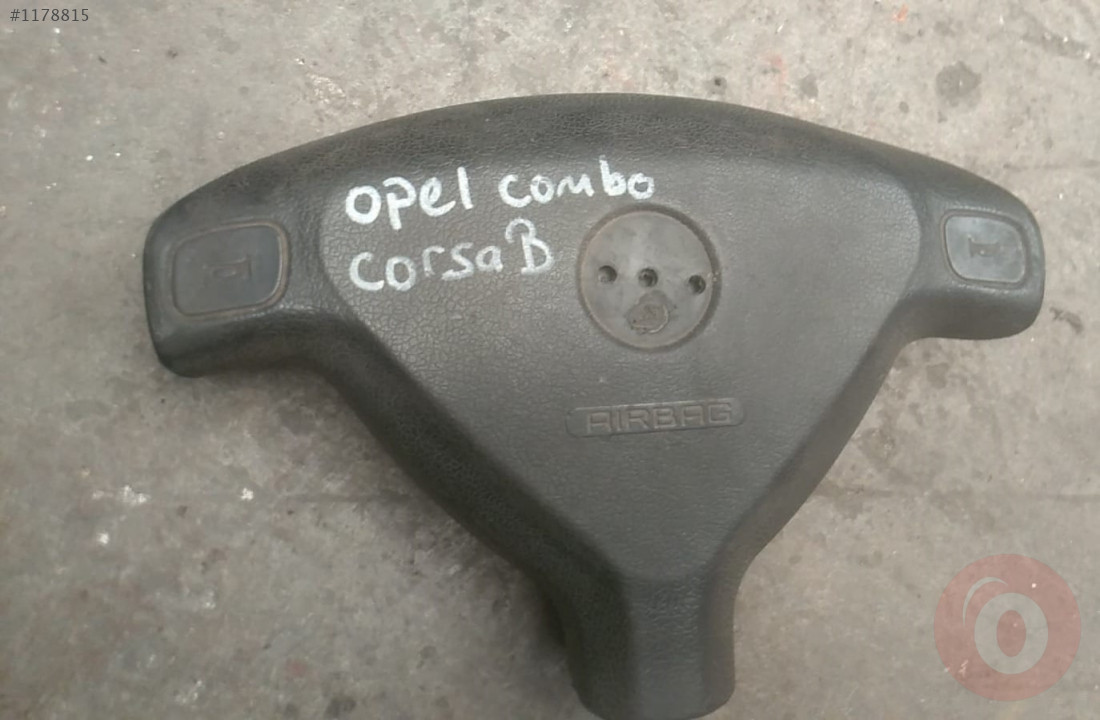 #1178815
opel combo
corsa B
AIRBAG